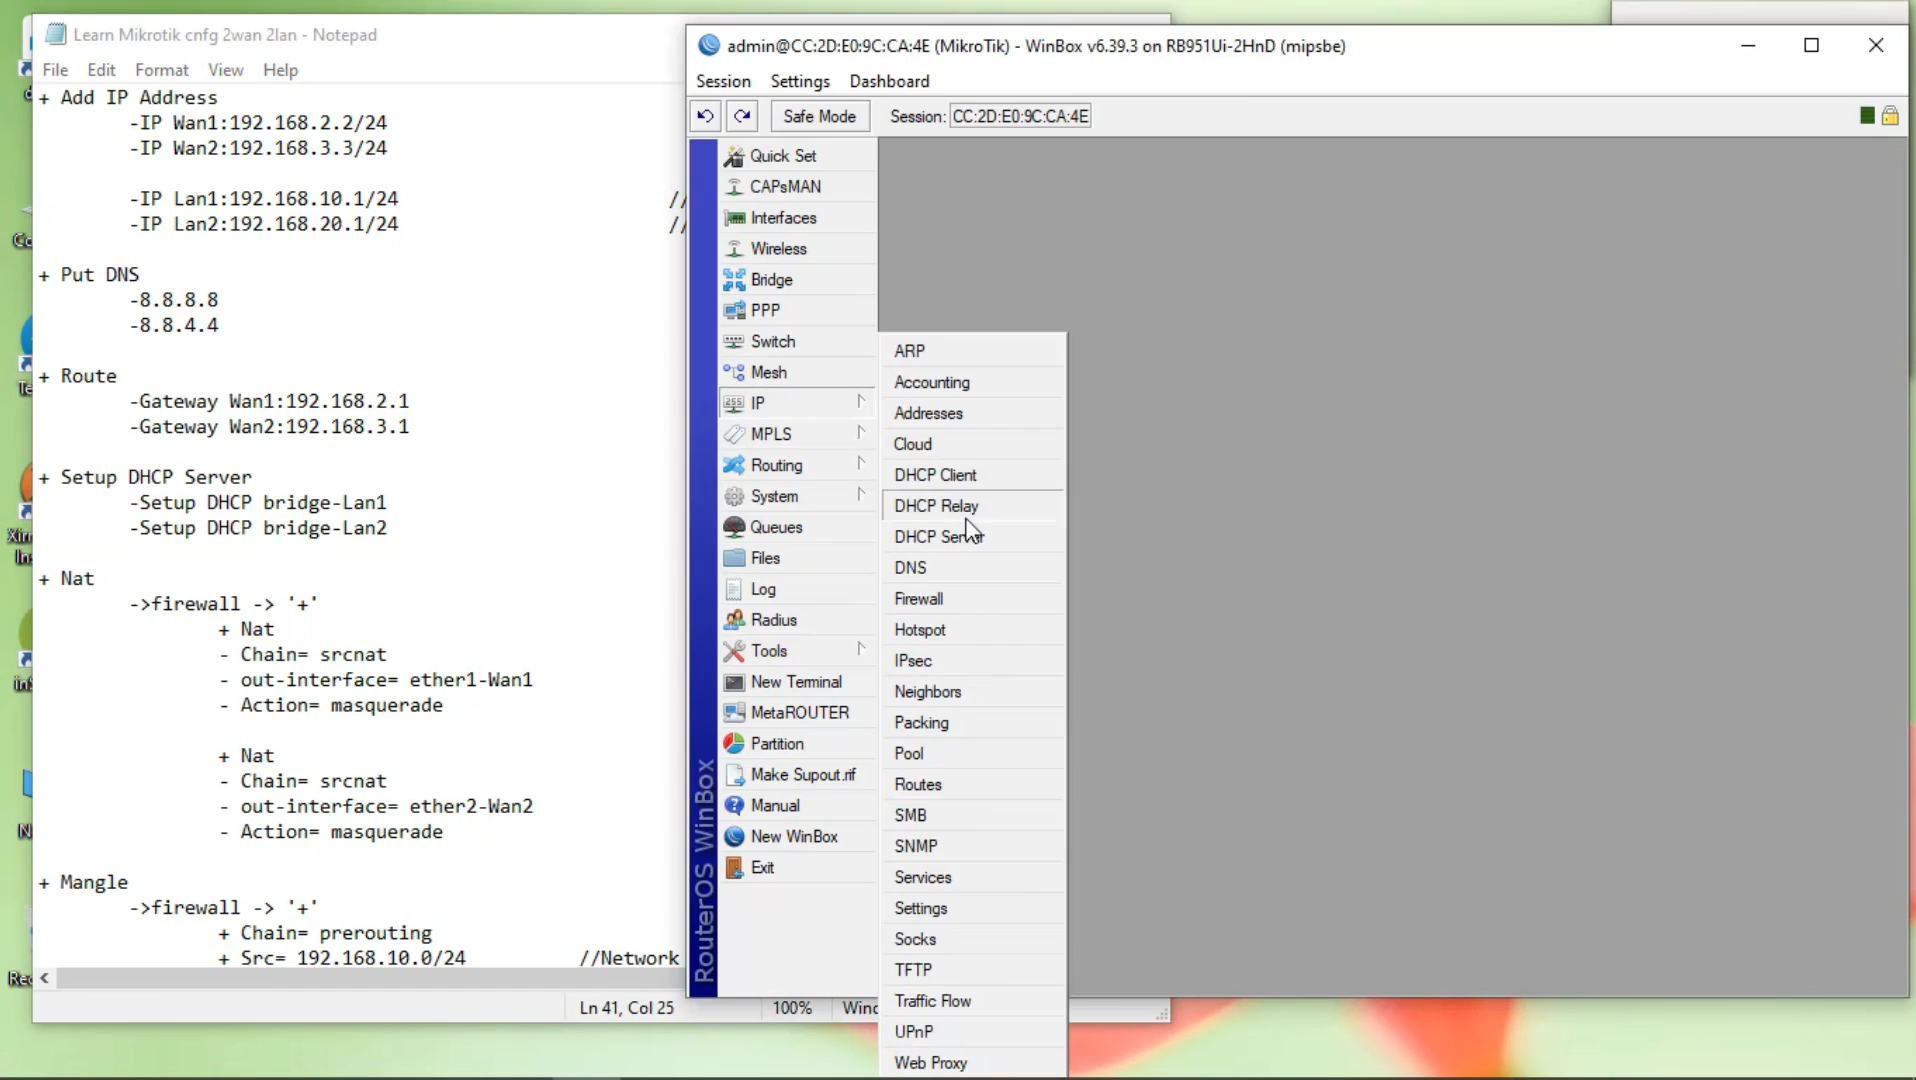 Learn Mikrotik cnfg 2wan 2lan - Notepad
File Edit Format View Help
+ Add IP Address
-IP Wan1:192.168.2.2/24
-IP Wan2:192.168.3.3/24
-IP Lan1:192.168.10.1/24 //
-IP Lan2:192.168.20.1/24 //
+ Put DNS
-8.8.8.8
-8.8.4.4
+ Route
-Gateway Wan1:192.168.2.1
-Gateway Wan2:192.168.3.1
+ Setup DHCP Server
-Setup DHCP bridge-Lan1
-Setup DHCP bridge-Lan2
+ Nat
->firewall -> '+'
+ Nat
- Chain= srcnat
- out-interface= ether1-Wan1
- Action= masquerade
+ Nat
- Chain= srcnat
- out-interface= ether2-Wan2
- Action= masquerade
+ Mangle
->firewall -> '+'
+ Chain= prerouting
+ Src= 192.168.10.0/24 //Network
Ln 41, Col 25 100% Winc
admin@CC:2D:E0:9C:CA:4E (MikroTik) - WinBox v6.39.3 on RB951Ui-2HnD (mipsbe)
Session Settings Dashboard
Safe Mode Session: CC:2D:E0:9C:CA:4E
Quick Set
CAPsMAN
Interfaces
Wireless
Bridge
PPP
Switch
Mesh
255 IP
MPLS
Routing
System
Queues
Files
Log
Radius
Tools
New Terminal
MetaROUTER
Partition
Make Supout.rif
Manual
New WinBox
Exit
RouterOS WinBox
ARP
Accounting
Addresses
Cloud
DHCP Client
DHCP Relay
DHCP Server
DNS
Firewall
Hotspot
IPsec
Neighbors
Packing
Pool
Routes
SMB
SNMP
Services
Settings
Socks
TFTP
Traffic Flow
UPnP
Web Proxy